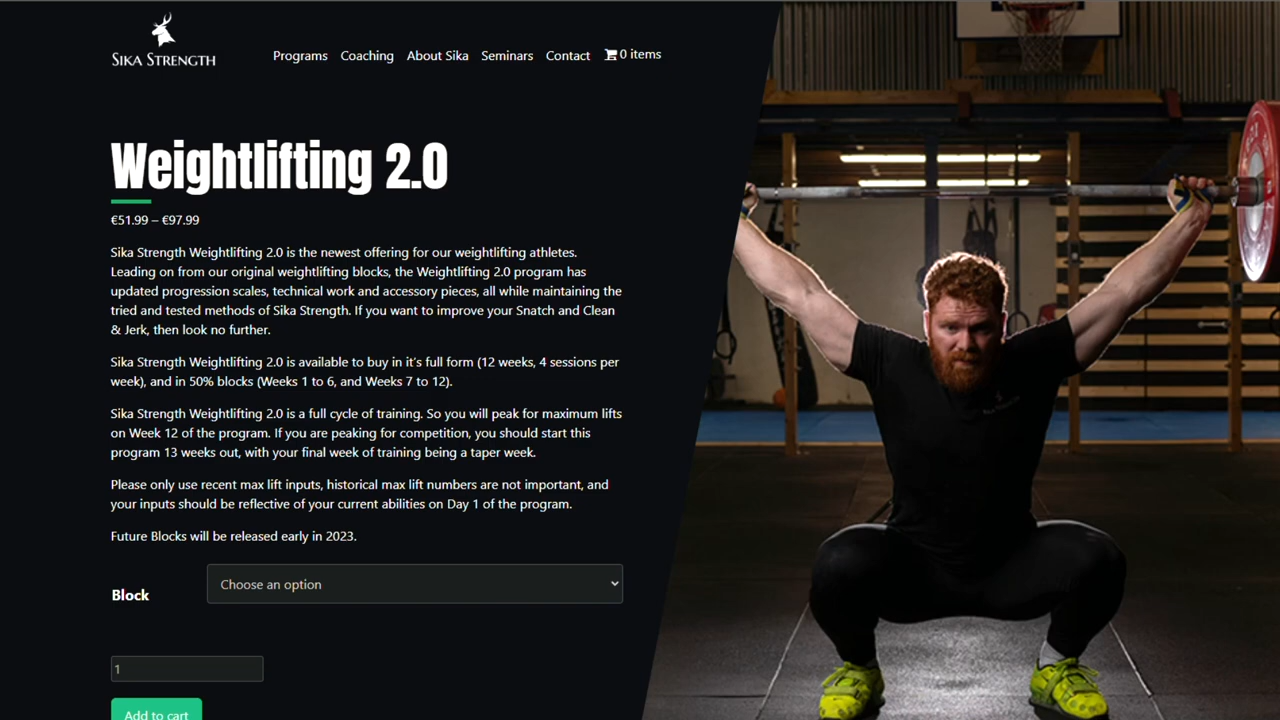 SIKA STRENGTH
Programs Coaching About Sika Seminars Contact 0 items
Weightlifting 2.0
€51.99 – €97.99
Sika Strength Weightlifting 2.0 is the newest offering for our weightlifting athletes.
Leading on from our original weightlifting blocks, the Weightlifting 2.0 program has
updated progression scales, technical work and accessory pieces, all while maintaining the
tried and tested methods of Sika Strength. If you want to improve your Snatch and Clean
& Jerk, then look no further.
Sika Strength Weightlifting 2.0 is available to buy in it's full form (12 weeks, 4 sessions per
week), and in 50% blocks (Weeks 1 to 6, and Weeks 7 to 12).
Sika Strength Weightlifting 2.0 is a full cycle of training. So you will peak for maximum lifts
on Week 12 of the program. If you are peaking for competition, you should start this
program 13 weeks out, with your final week of training being a taper week.
Please only use recent max lift inputs, historical max lift numbers are not important, and
your inputs should be reflective of your current abilities on Day 1 of the program.
Future Blocks will be released early in 2023.
Block
Choose an option
1
Add to cart